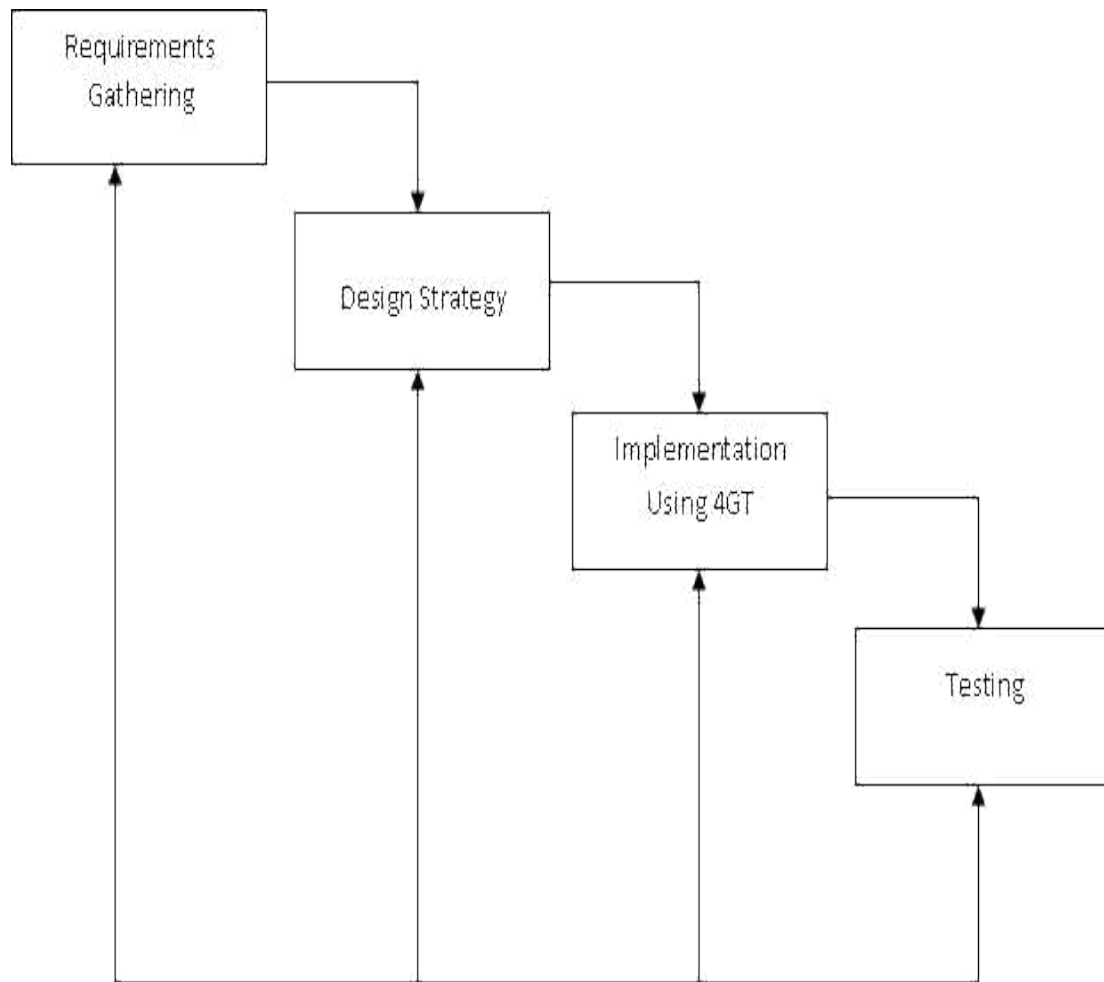 Requirements
Gathering
Design Strategy
Implementation
Using 4GT
Testing